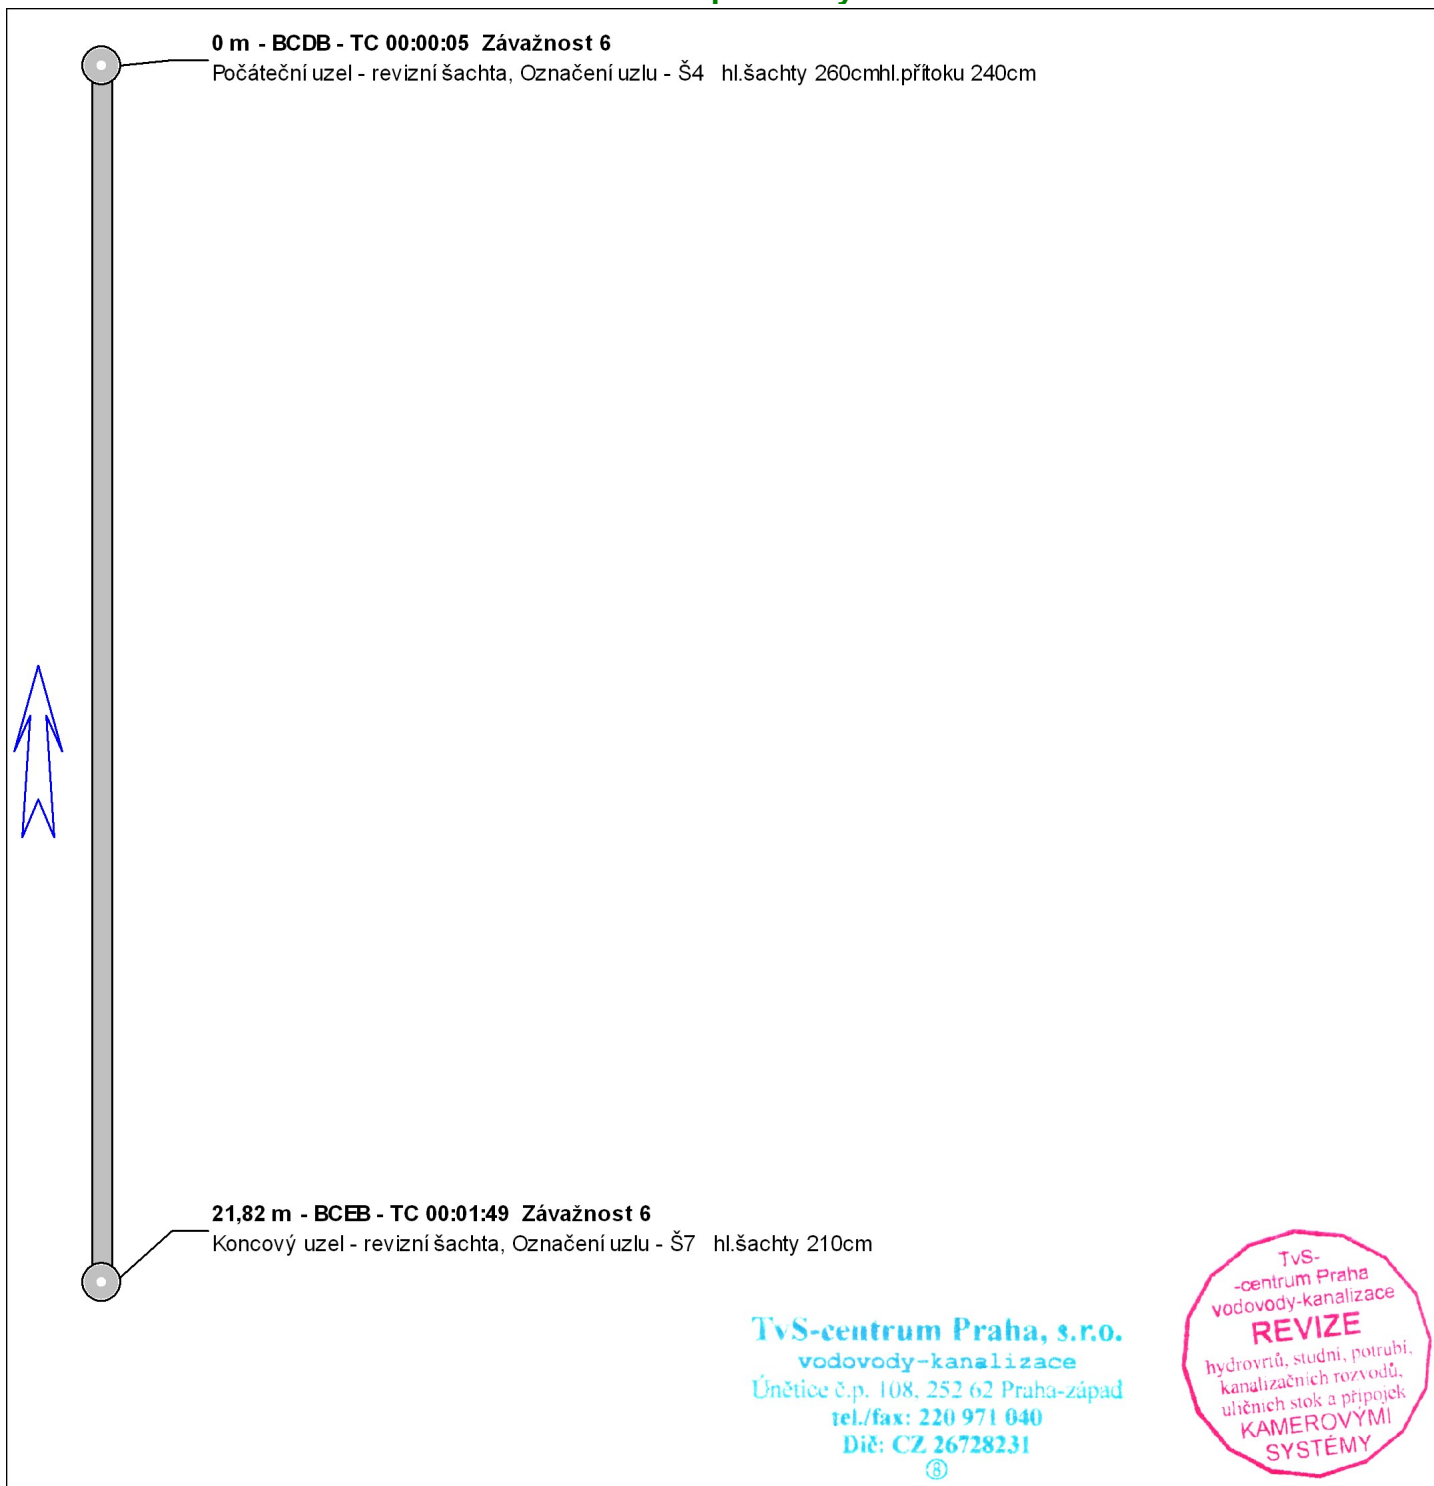 0 m - BCDB - TC 00:00:05 Závažnost 6
Počáteční uzel - revizní šachta, Označení uzlu - Š4 hl.šachty 260cmhl.přítoku 240cm
21,82 m - BCEB - TC 00:01:49 Závažnost 6
Koncový uzel - revizní šachta, Označení uzlu - Š7 hl.šachty 210cm
TvS-centrum Praha, s.r.o.
vodovody-kanalizace
Únětice č.p. 108, 252 62 Praha-západ
tel./fax: 220 971 040
Dič: CZ 26728231
⑧
TvS-
-centrum Praha
vodovody-kanalizace
REVIZE
hydrovrtů, studní, potrubí,
kanalizačních rozvodů,
uličních stok a přípojek
KAMEROVÝMI
SYSTÉMY